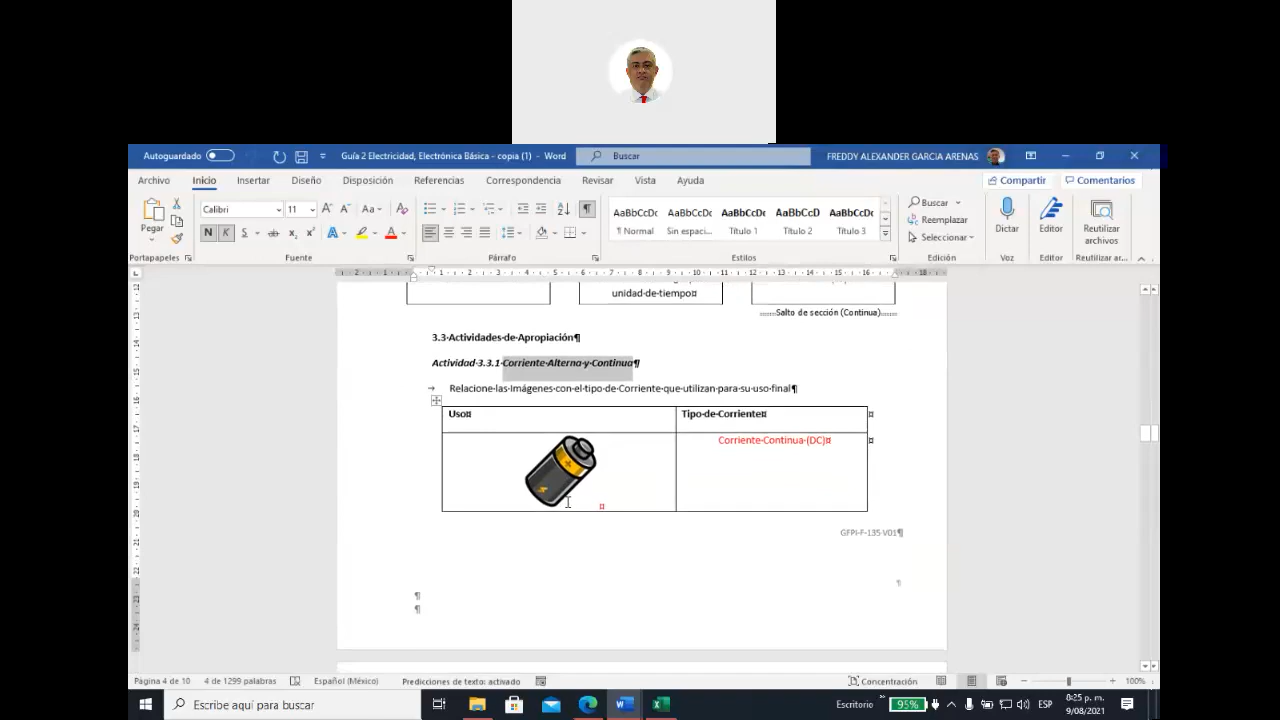 Autoguardado
Guía 2 Electricidad, Electrónica Básica - copia (1) - Word
Buscar
FREDDY ALEXANDER GARCIA ARENAS
Archivo Inicio Insertar Diseño Disposición Referencias Correspondencia Revisar Vista Ayuda
Compartir Comentarios
Pegar
Calibri 11
N K S
AaBbCcDc AaBbCcDc AaBbCcDc AaBbCcD AaBbCcDc
¶ Normal Sin espaci... Título 1 Título 2 Título 3
Buscar
Reemplazar
Seleccionar
Dictar
Editor
Reutilizar archivos
Portapapeles Fuente Párrafo Estilos Edición Voz Editor Reutilizar ar...
unidad·de·tiempo¤
Salto de sección (Continua)
3.3·Actividades·de·Apropiación¶
Actividad·3.3.1·Corriente·Alterna·y·Continua¶
→ Relacione·las·Imágenes·con·el·tipo·de·Corriente·que·utilizan·para·su·uso·final¶
Uso¤ Tipo·de·Corriente¤ ¤
Corriente·Continua·(DC)¤ ¤
¤
GFPI-F-135 V01¶
¶
¶
¶
Página 4 de 10 4 de 1299 palabras Español (México) Predicciones de texto: activado Concentración 100%
Escribe aquí para buscar
Escritorio
95%
ESP
8:25 p. m.
9/08/2021